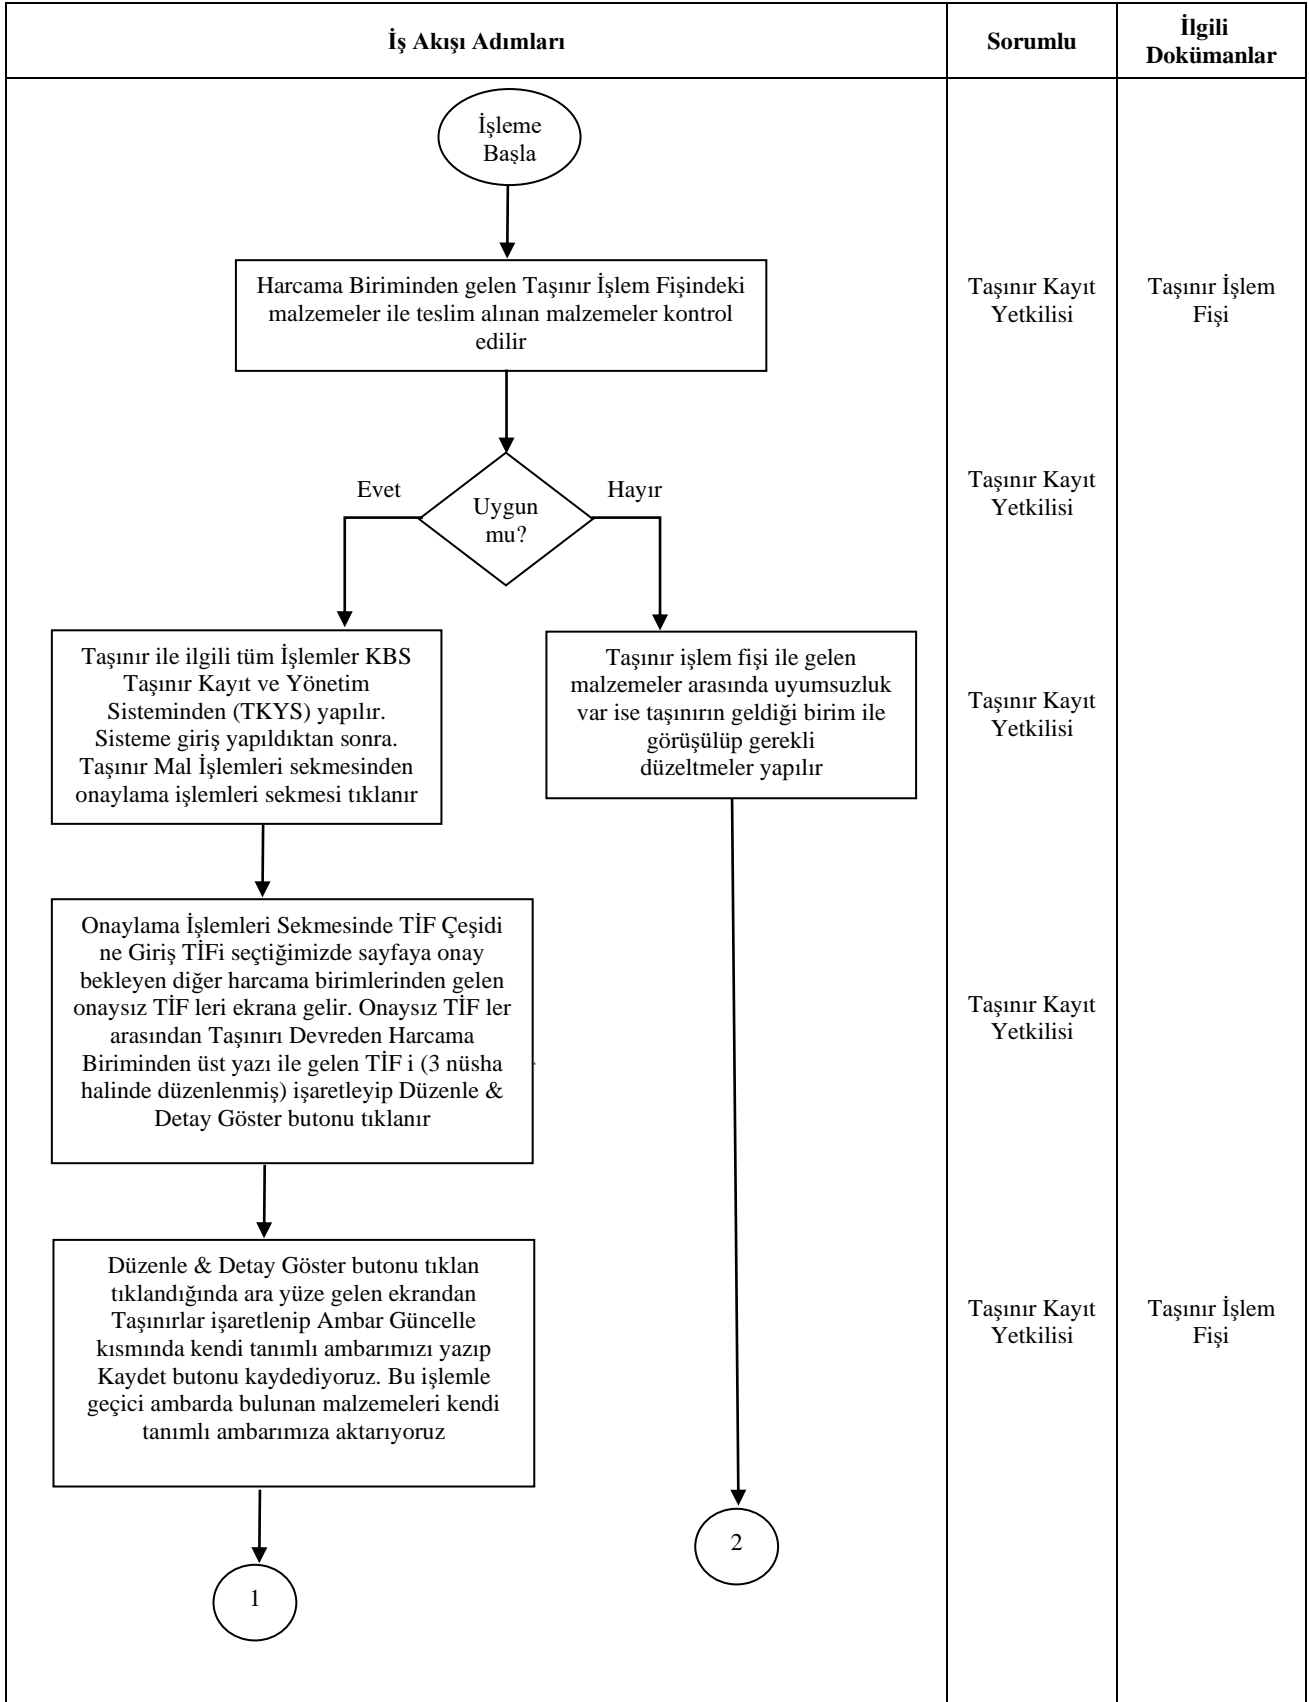 İş Akışı Adımları
Sorumlu
İlgili
Dokümanlar
İşleme
Başla
Harcama Biriminden gelen Taşınır İşlem Fişindeki
malzemeler ile teslim alınan malzemeler kontrol
edilir
Taşınır Kayıt
Yetkilisi
Taşınır İşlem
Fişi
Evet
Uygun
mu?
Hayır
Taşınır Kayıt
Yetkilisi
Taşınır ile ilgili tüm İşlemler KBS
Taşınır Kayıt ve Yönetim
Sisteminden (TKYS) yapılır.
Sisteme giriş yapıldıktan sonra.
Taşınır Mal İşlemleri sekmesinden
onaylama işlemleri sekmesi tıklanır
Taşınır işlem fişi ile gelen
malzemeler arasında uyumsuzluk
var ise taşınırın geldiği birim ile
görüşülüp gerekli
düzeltmeler yapılır
Taşınır Kayıt
Yetkilisi
Onaylama İşlemleri Sekmesinde TİF Çeşidi
ne Giriş TİFi seçtiğimizde sayfaya onay
bekleyen diğer harcama birimlerinden gelen
onaysız TİF leri ekrana gelir. Onaysız TİF ler
arasından Taşınırı Devreden Harcama
Biriminden üst yazı ile gelen TİF i (3 nüsha
halinde düzenlenmiş) işaretleyip Düzenle &
Detay Göster butonu tıklanır
Taşınır Kayıt
Yetkilisi
Düzenle & Detay Göster butonu tıklan
tıklandığında ara yüze gelen ekrandan
Taşınırlar işaretlenip Ambar Güncelle
kısmında kendi tanımlı ambarımızı yazıp
Kaydet butonu kaydediyoruz. Bu işlemle
geçici ambarda bulunan malzemeleri kendi
tanımlı ambarımıza aktarıyoruz
Taşınır Kayıt
Yetkilisi
Taşınır İşlem
Fişi
2
1